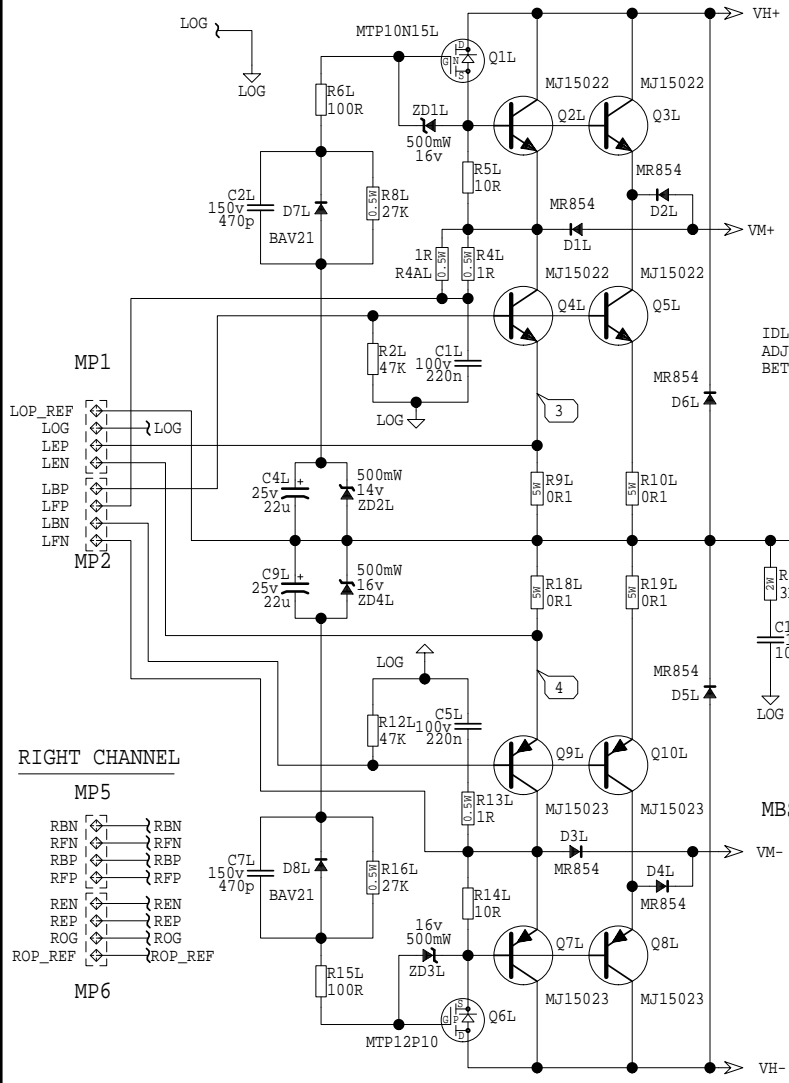 LOG
LOG
MTP10N15L
D
G N
S
Q1L
VH+
R6L
100R
ZD1L
500mW
16v
MJ15022
Q2L
MJ15022
Q3L
R5L
10R
C2L
150v
470p
D7L
BAV21
0.5W
R8L
27K
MR854
D2L
MR854
D1L
VM+
1R
R4AL
0.5W
0.5W
R4L
1R
MJ15022
Q4L
MJ15022
Q5L
R2L
47K
C1L
100v
220n
LOG
IDL
ADJ
BET
MP1
LOP_REF
LOG
LOG
LEP
LEN
LBP
LFP
LBN
LFN
MP2
3
MR854
D6L
C4L
25v
22u
+
500mW
14v
ZD2L
5W
R9L
0R1
5W
R10L
0R1
C9L
25v
22u
+
500mW
16v
ZD4L
5W
R18L
0R1
5W
R19L
0R1
2W
R
C1
10
LOG
LOG
4
MR854
D5L
R12L
47K
C5L
100v
220n
Q9L
Q10L
0.5W
R13L
1R
MJ15023
MJ15023
MBS
RIGHT CHANNEL
MP5
RBN
RBN
RFN
RFN
RBP
RBP
RFP
RFP
REN
REN
REP
REP
ROG
ROG
ROP_REF
ROP_REF
MP6
C7L
150v
470p
D8L
BAV21
0.5W
R16L
27K
D3L
MR854
VM-
D4L
MR854
R14L
10R
16v
500mW
ZD3L
Q7L
Q8L
MJ15023
MJ15023
R15L
100R
S
G P
D
Q6L
MTP12P10
VH-